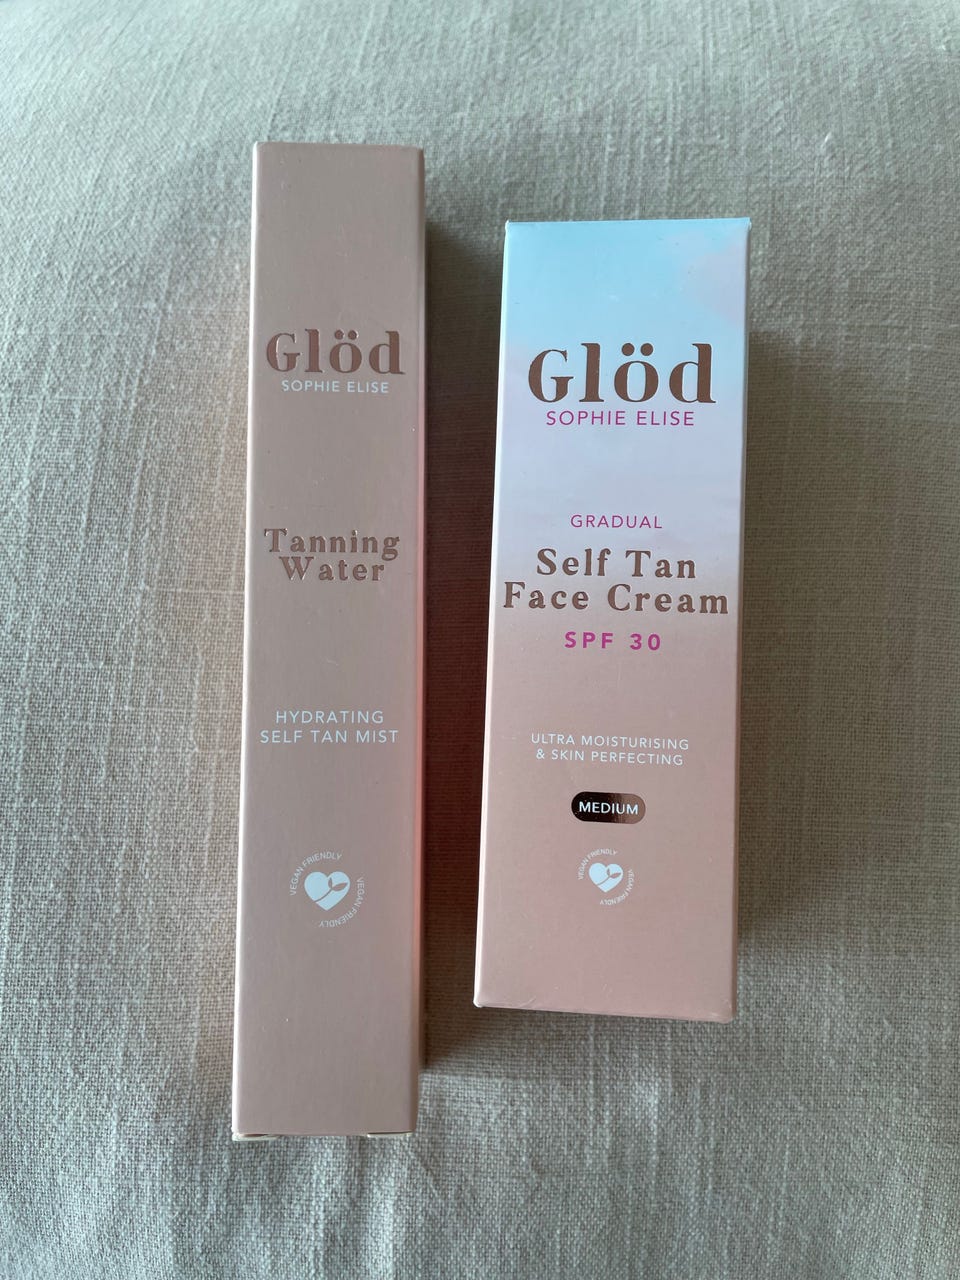 Glöd
SOPHIE ELISE
Tanning
Water
HYDRATING
SELF TAN MIST
VEGAN FRIENDLY
VEGAN FRIENDLY
Glöd
SOPHIE ELISE
GRADUAL
Self Tan
Face Cream
SPF 30
ULTRA MOISTURISING
& SKIN PERFECTING
MEDIUM
VEGAN FRIENDLY
VEGAN FRIENDLY